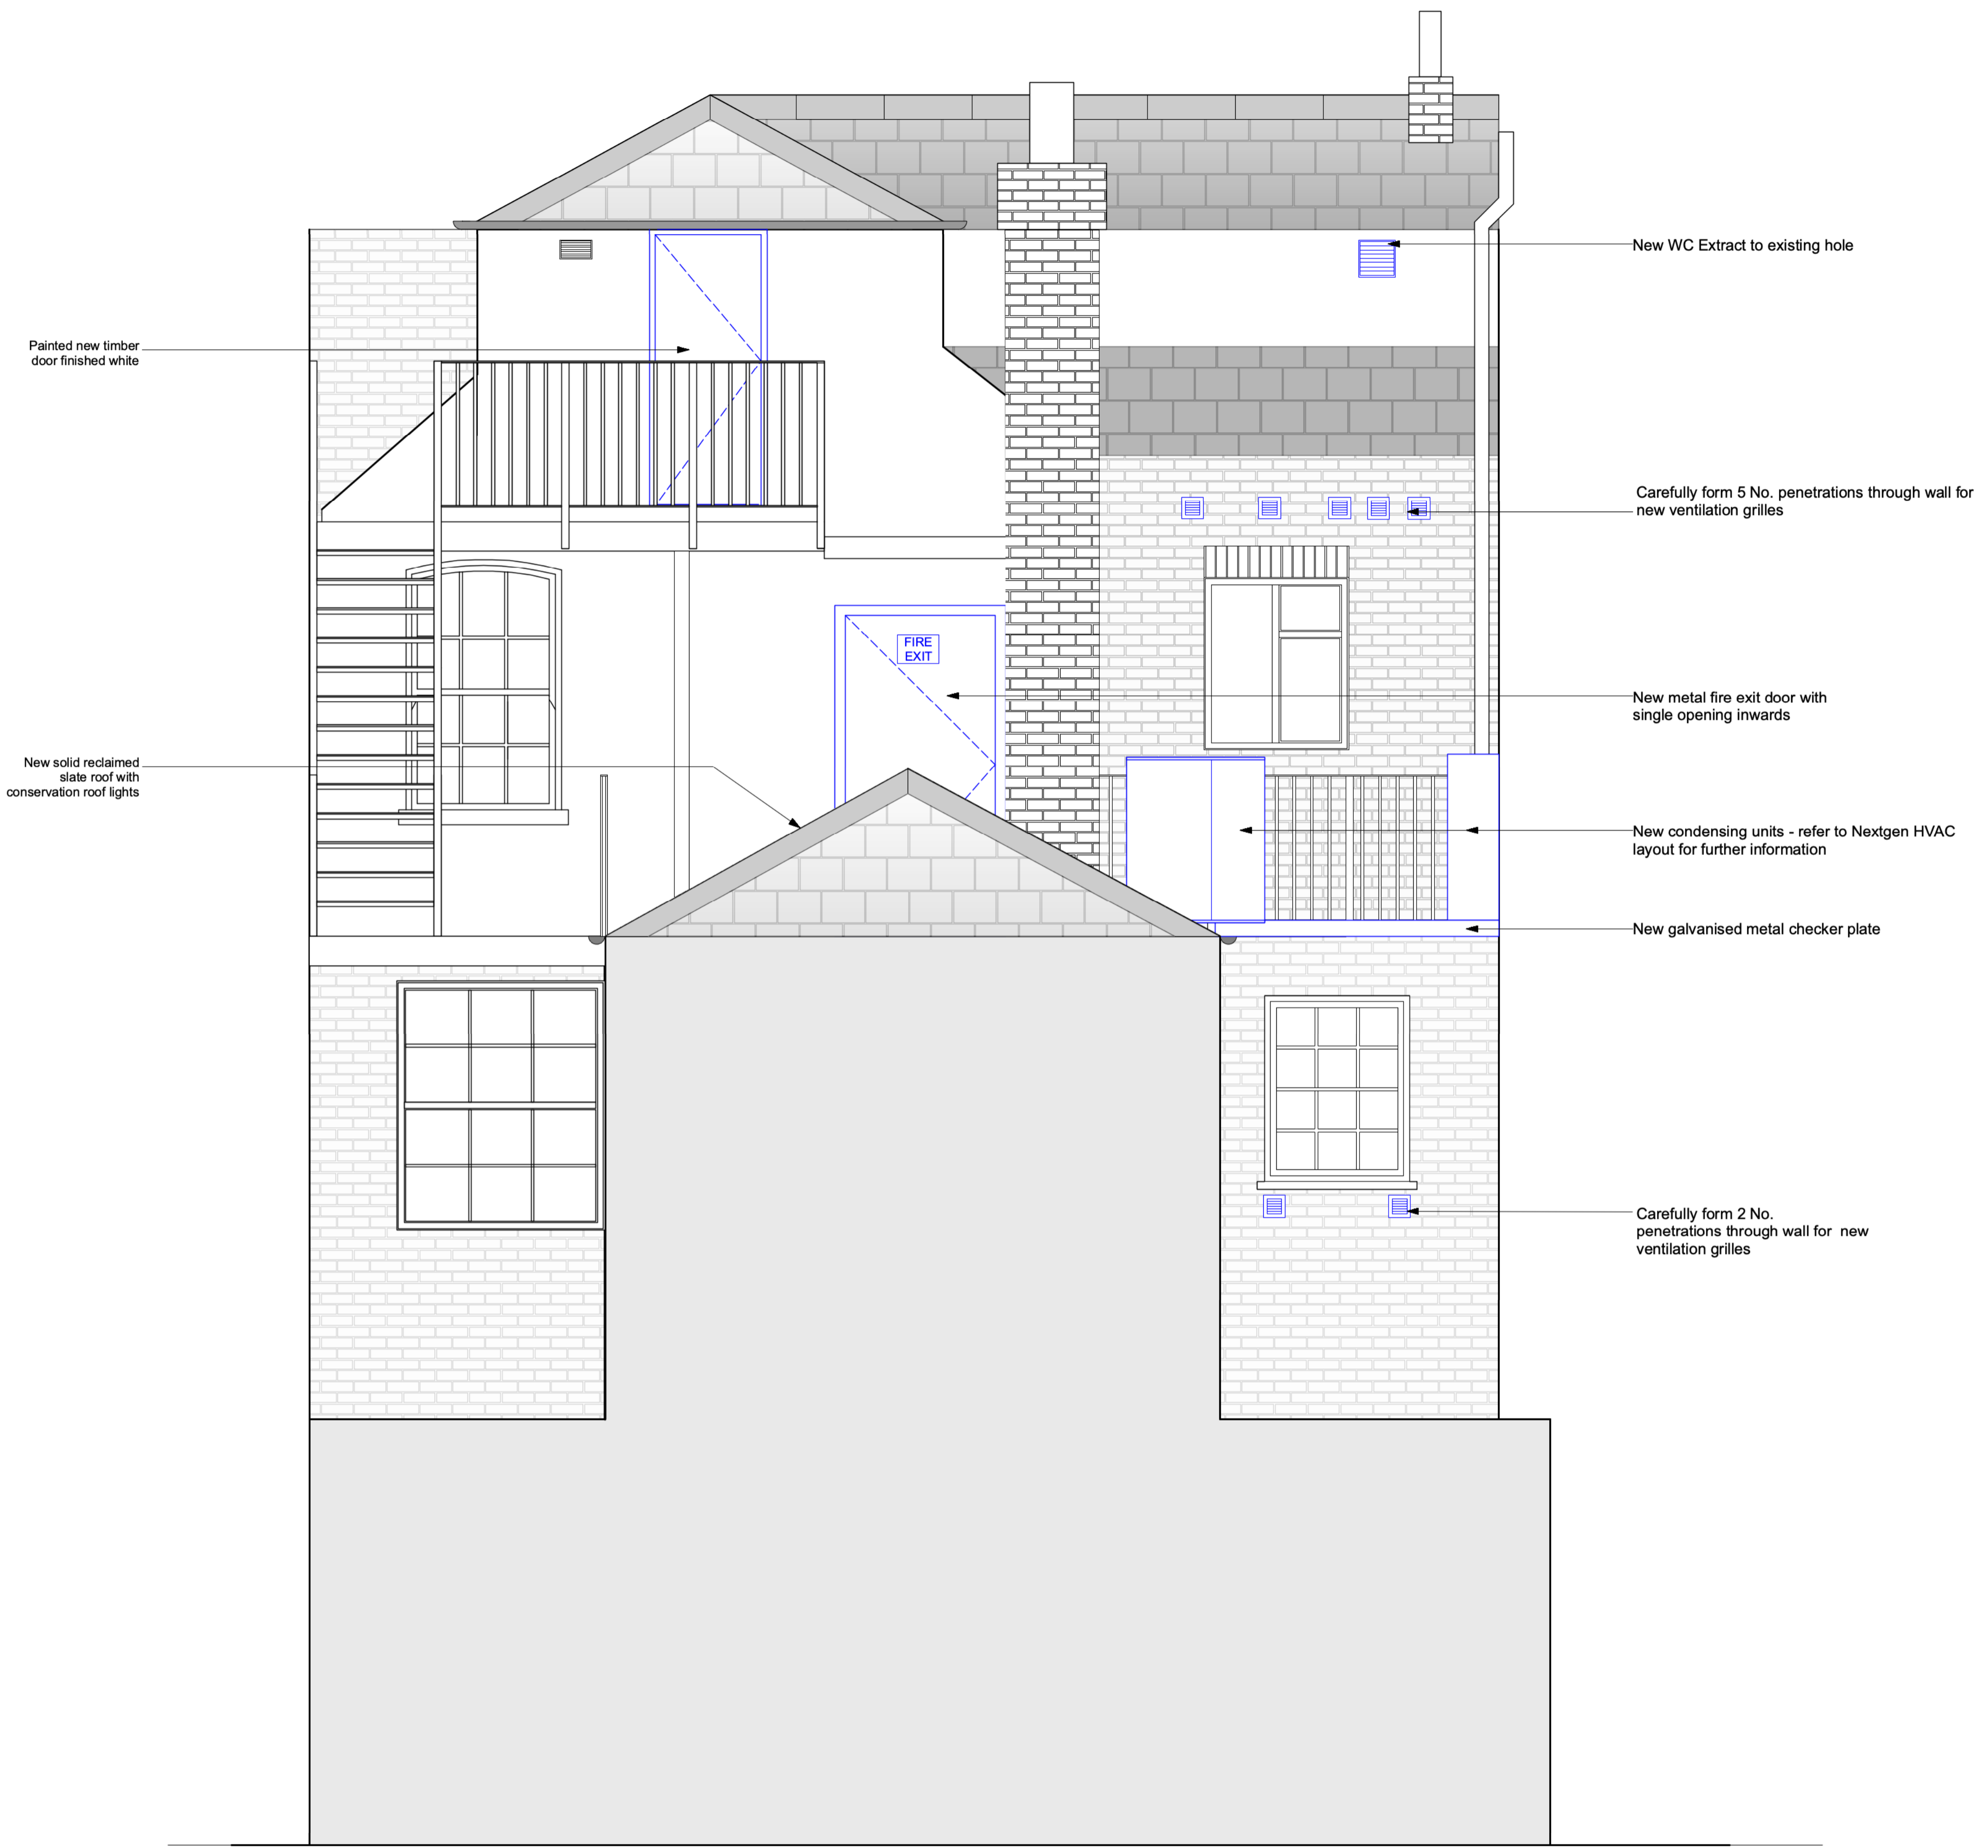 New WC Extract to existing hole
Painted new timber
door finished white
Carefully form 5 No. penetrations through wall for
new ventilation grilles
FIRE
EXIT
New metal fire exit door with
single opening inwards
New solid reclaimed
slate roof with
conservation roof lights
New condensing units - refer to Nextgen HVAC
layout for further information
New galvanised metal checker plate
Carefully form 2 No.
penetrations through wall for new
ventilation grilles